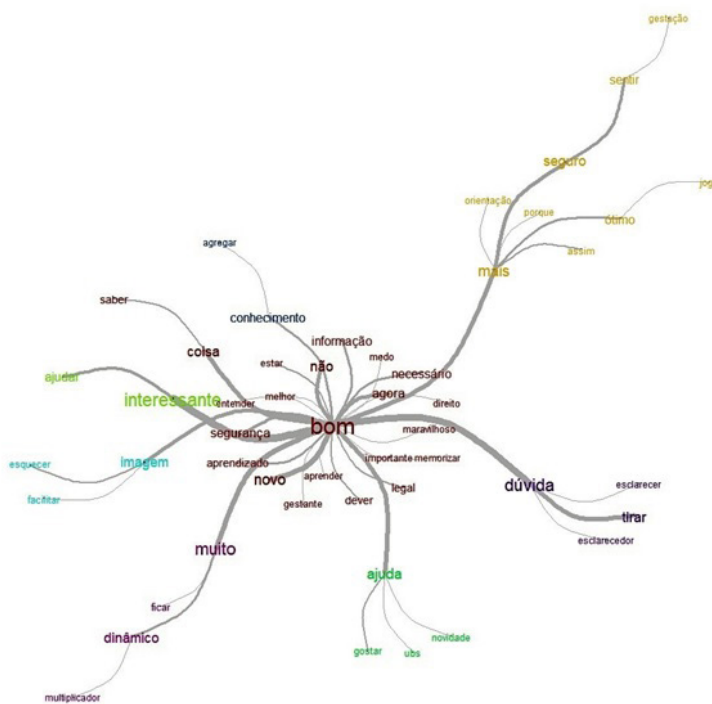 gestação
sentir
seguro
jog
orientação
porque
ótimo
assim
mais
agregar
saber
conhecimento
informação
coisa
não
medo
estar
necessário
ajudar
agora
interessante
entender
melhor
direito
bom
maravilhoso
segurança
importante memorizar
esquecer
imagem
aprendizado
novo
aprender
legal
dúvida
esclarecer
facilitar
gestante
dever
tirar
esclarecedor
muito
ajuda
ficar
dinâmico
novidade
gostar
ubs
multiplicador